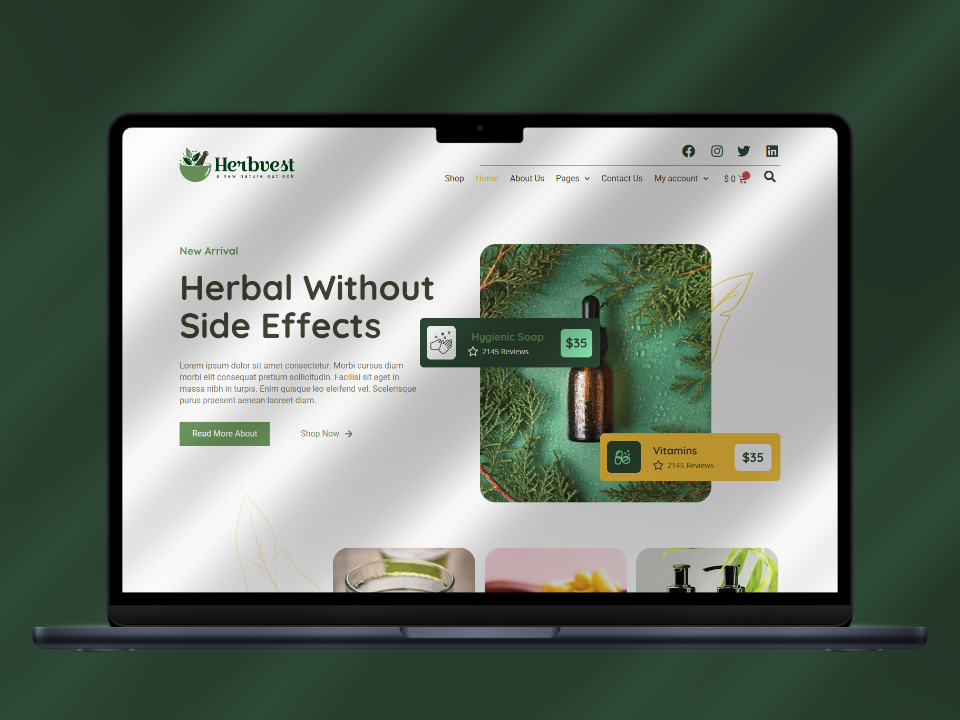 Herbvest
a new nature outlook
Shop Home About Us Pages Contact Us My account $ 0
New Arrival
Herbal Without
Side Effects
Lorem ipsum dolor sit amet consectetur. Morbi cursus diam
morbi elit consequat pretium sollicitudin. Facilisi sit eget in
massa nibh in turpis. Enim quisque leo eleifend vel. Scelerisque
purus praesent aenean laoreet diam.
Read More About Shop Now
Hygienic Soap
2145 Reviews
$35
Vitamins
2145 Reviews
$35